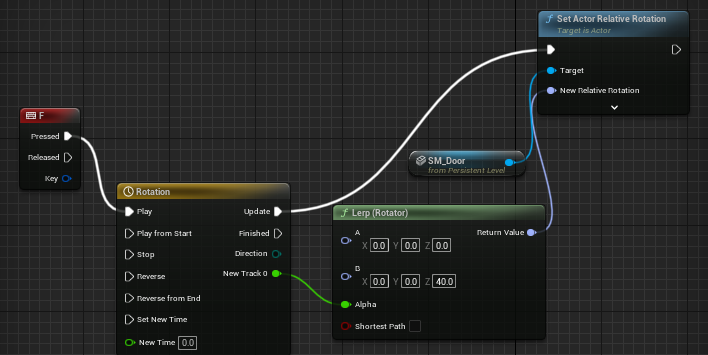 Set Actor Relative Rotation
Target is Actor
Target
New Relative Rotation
F
Pressed
Released
Key
SM_Door
from Persistent Level
Rotation
Play
Update
Play from Start
Finished
Stop
Direction
Reverse
New Track 0
Reverse from End
Set New Time
New Time 0.0
Lerp (Rotator)
A
Return Value
X 0.0 Y 0.0 Z 0.0
B
X 0.0 Y 0.0 Z 40.0
Alpha
Shortest Path